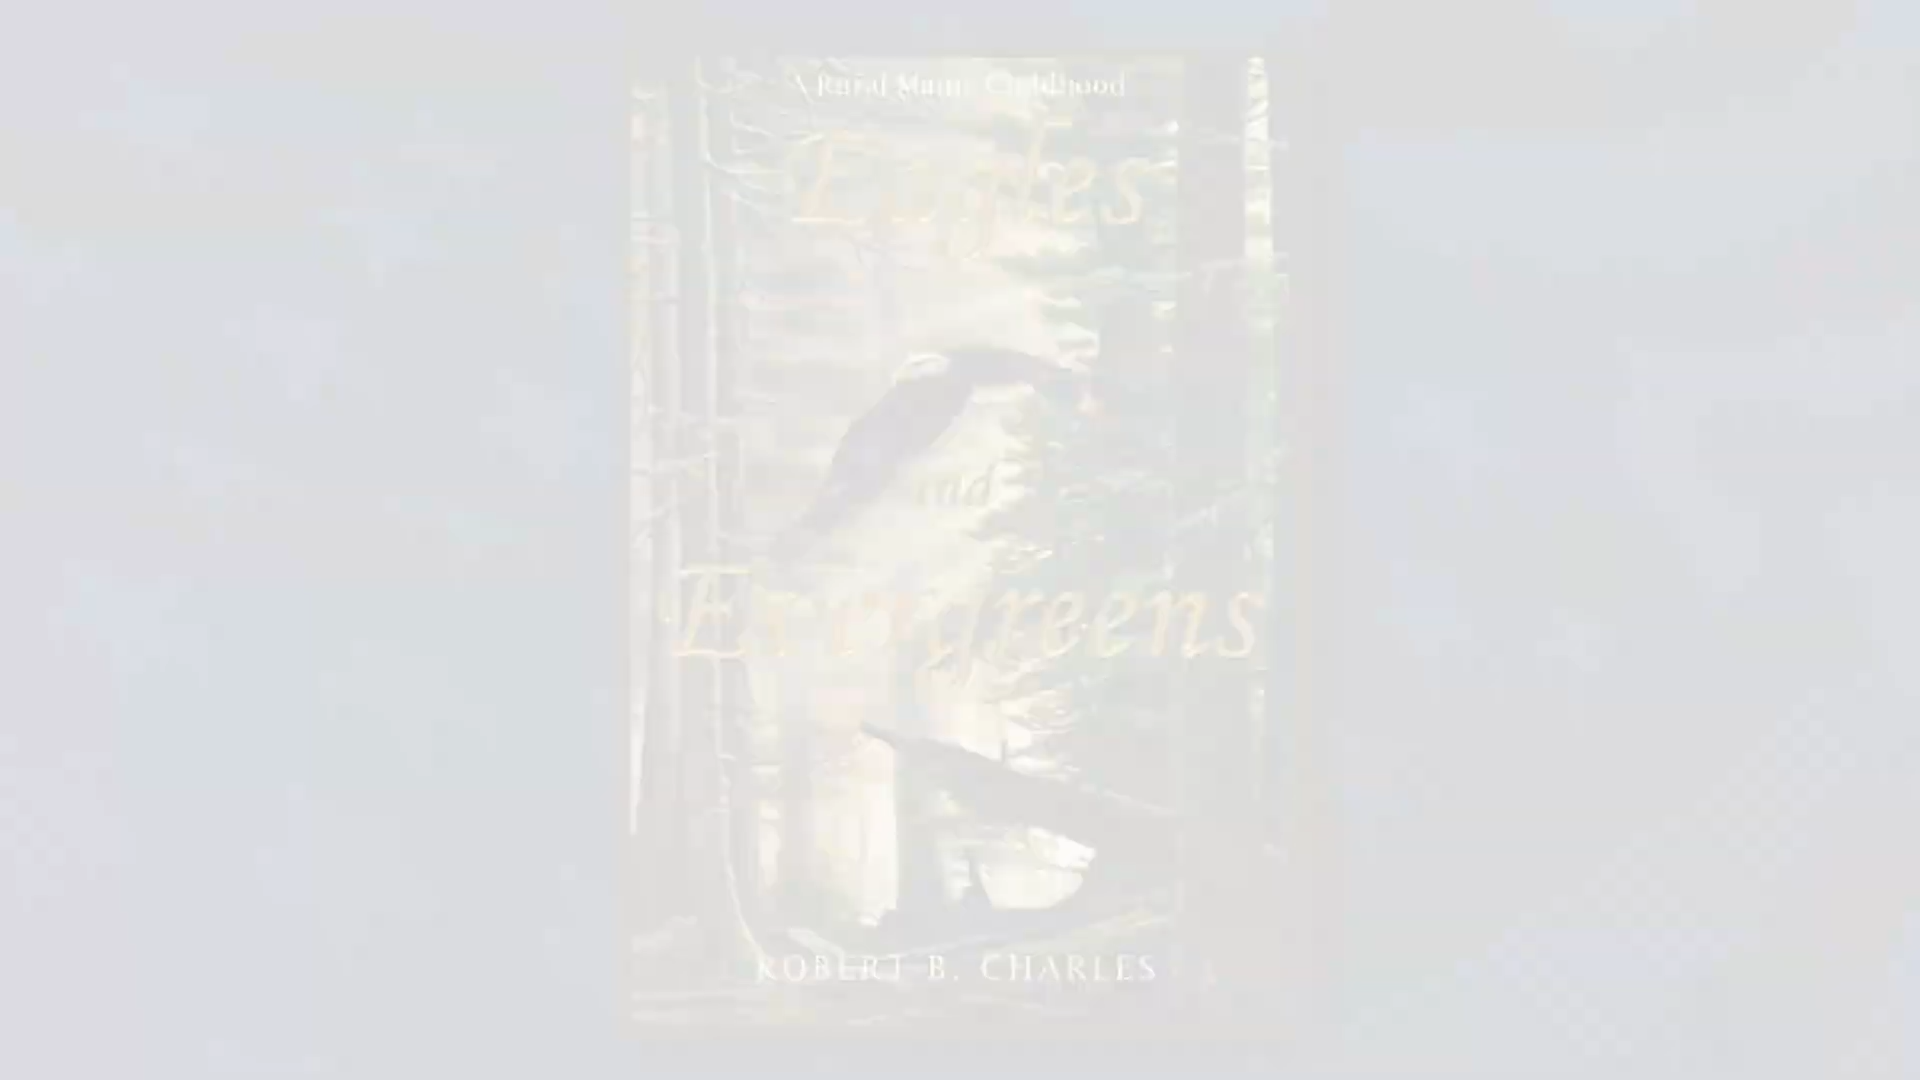 A Rural Maine Childhood
Eagles
and
Evergreens
ROBERT B. CHARLES